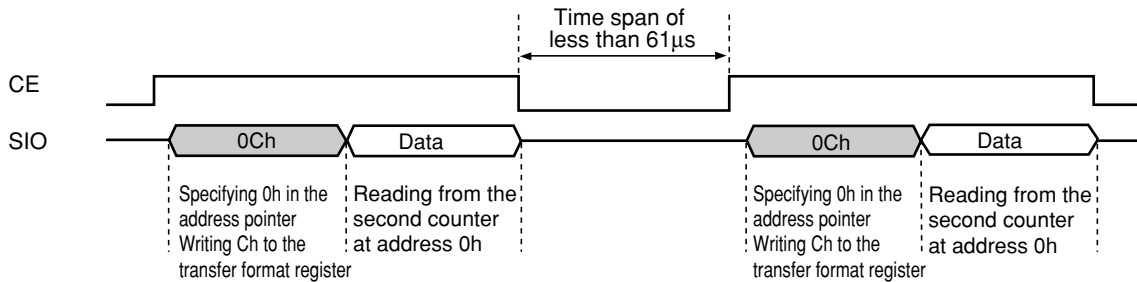 Time span of
less than 61μs
CE
SIO
0Ch
Data
0Ch
Data
Specifying 0h in the
address pointer
Writing Ch to the
transfer format register
Reading from the
second counter
at address 0h
Specifying 0h in the
address pointer
Writing Ch to the
transfer format register
Reading from the
second counter
at address 0h